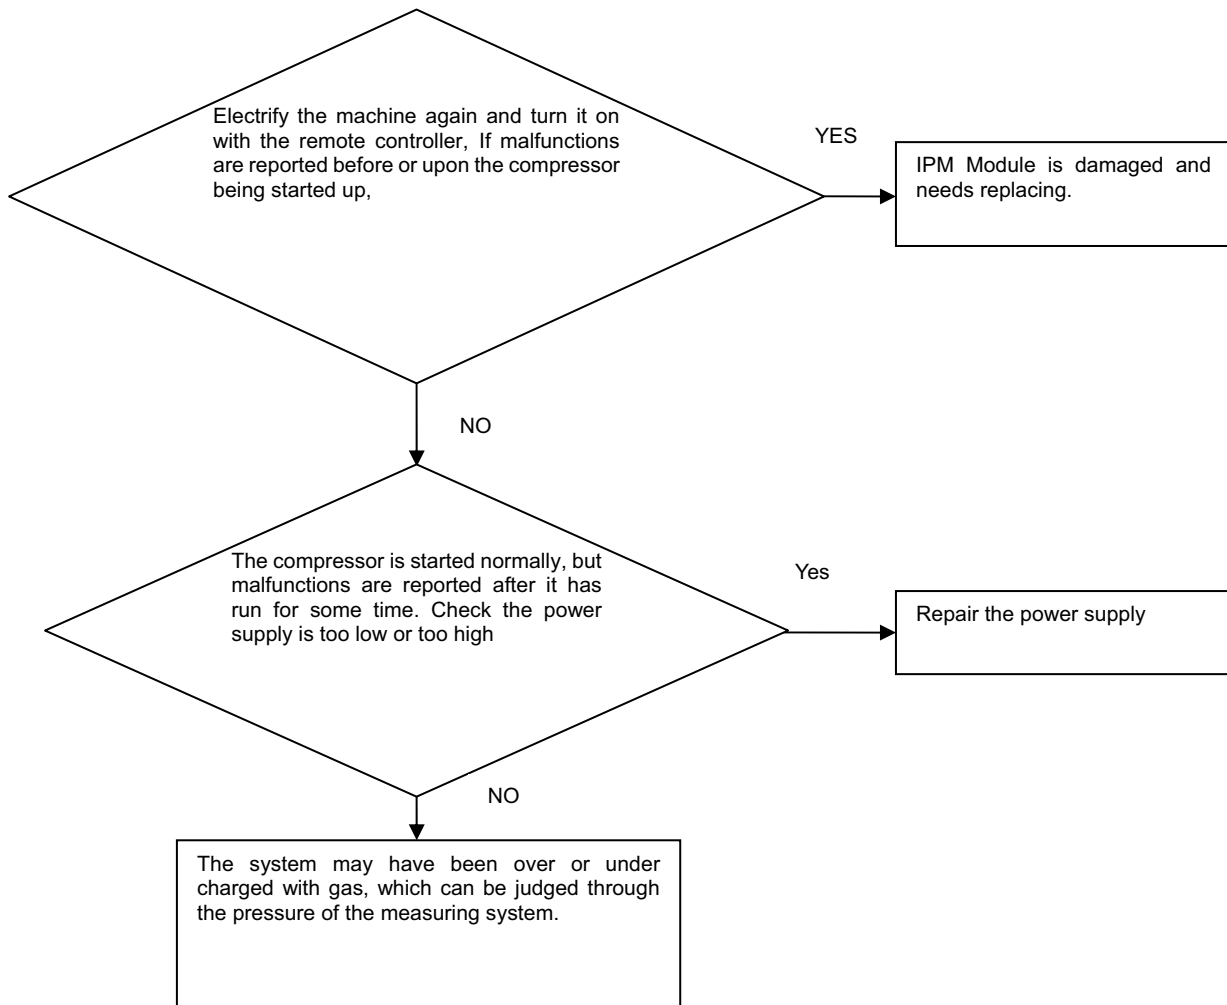 Electrify the machine again and turn it on
with the remote controller, If malfunctions
are reported before or upon the compressor
being started up,
YES
IPM Module is damaged and
needs replacing.
NO
The compressor is started normally, but
malfunctions are reported after it has
run for some time. Check the power
supply is too low or too high
Yes
Repair the power supply
NO
The system may have been over or under
charged with gas, which can be judged through
the pressure of the measuring system.